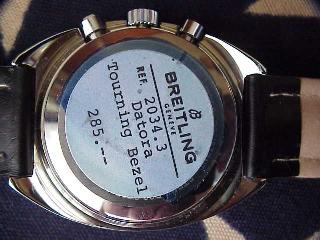 B
BREITLING
GENEVE
REF. 2034.3
Datora
Tourning Bezel
285.--